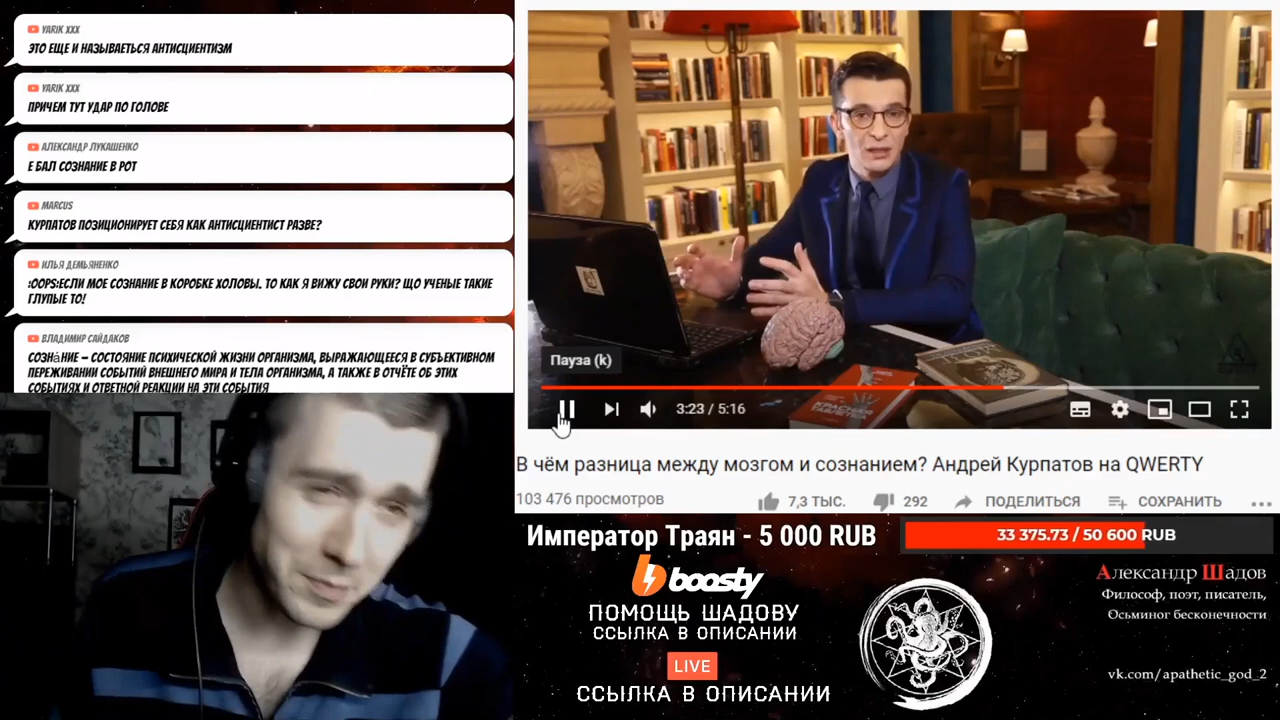 YARIK XXX
ЭТО ЕЩЕ И НАЗЫВАЕТЬСЯ АНТИСЦИЕНТИЗМ
YARIK XXX
ПРИЧЕМ ТУТ УДАР ПО ГОЛОВЕ
АЛЕКСАНДР ЛУКАШЕНКО
Е БАЛ СОЗНАНИЕ В РОТ
MARCUS
КУРПАТОВ ПОЗИЦИОНИРУЕТ СЕБЯ КАК АНТИСЦИЕНТИСТ РАЗВЕ?
ИЛЬЯ ДЕМЬЯНЕНКО
:OOPS:ЕСЛИ МОЕ СОЗНАНИЕ В КОРОБКЕ ХОЛОВЫ. ТО КАК Я ВИЖУ СВОИ РУКИ? ЩО УЧЕНЫЕ ТАКИЕ
ГЛУПЫЕ ТО!
ВЛАДИМИР САЙДАКОВ
СОЗНА́НИЕ — СОСТОЯНИЕ ПСИХИЧЕСКОЙ ЖИЗНИ ОРГАНИЗМА, ВЫРАЖАЮЩЕЕСЯ В СУБЪЕКТИВНОМ
ПЕРЕЖИВАНИИ СОБЫТИЙ ВНЕШНЕГО МИРА И ТЕЛА ОРГАНИЗМА, А ТАКЖЕ В ОТЧЁТЕ ОБ ЭТИХ
СОБЫТИЯХ И ОТВЕТНОЙ РЕАКЦИИ НА ЭТИ СОБЫТИЯ
КРАСНАЯ
ТАБЛЕТКА
Пауза (k)
3:23 / 5:16
В чём разница между мозгом и сознанием? Андрей Курпатов на QWERTY
103 476 просмотров
7,3 ТЫС.
292
ПОДЕЛИТЬСЯ
СОХРАНИТЬ
Император Траян - 5 000 RUB
33 375.73 / 50 600 RUB
boosty
ПОМОЩЬ ШАДОВУ
ССЫЛКА В ОПИСАНИИ
LIVE
ССЫЛКА В ОПИСАНИИ
Александр Шадов
Философ, поэт, писатель,
Осьминог бесконечности
vk.com/apathetic_god_2